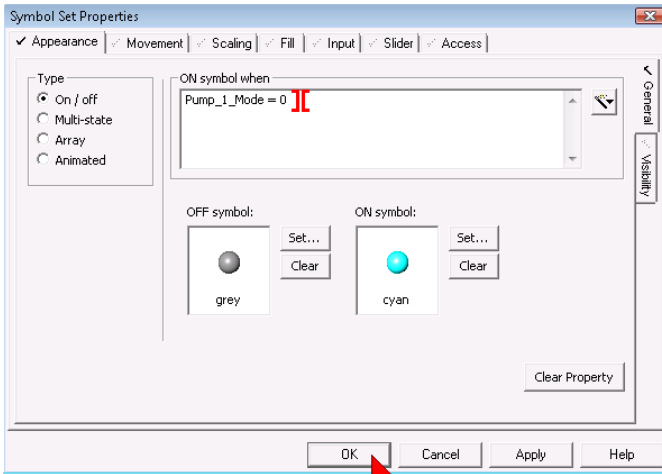 Symbol Set Properties
Appearance Movement Scaling Fill Input Slider Access
Type
On / off
Multi-state
Array
Animated
ON symbol when
Pump_1_Mode = 0
General
Visibility
OFF symbol:
ON symbol:
Set...
Clear
grey
Set...
Clear
cyan
Clear Property
OK Cancel Apply Help